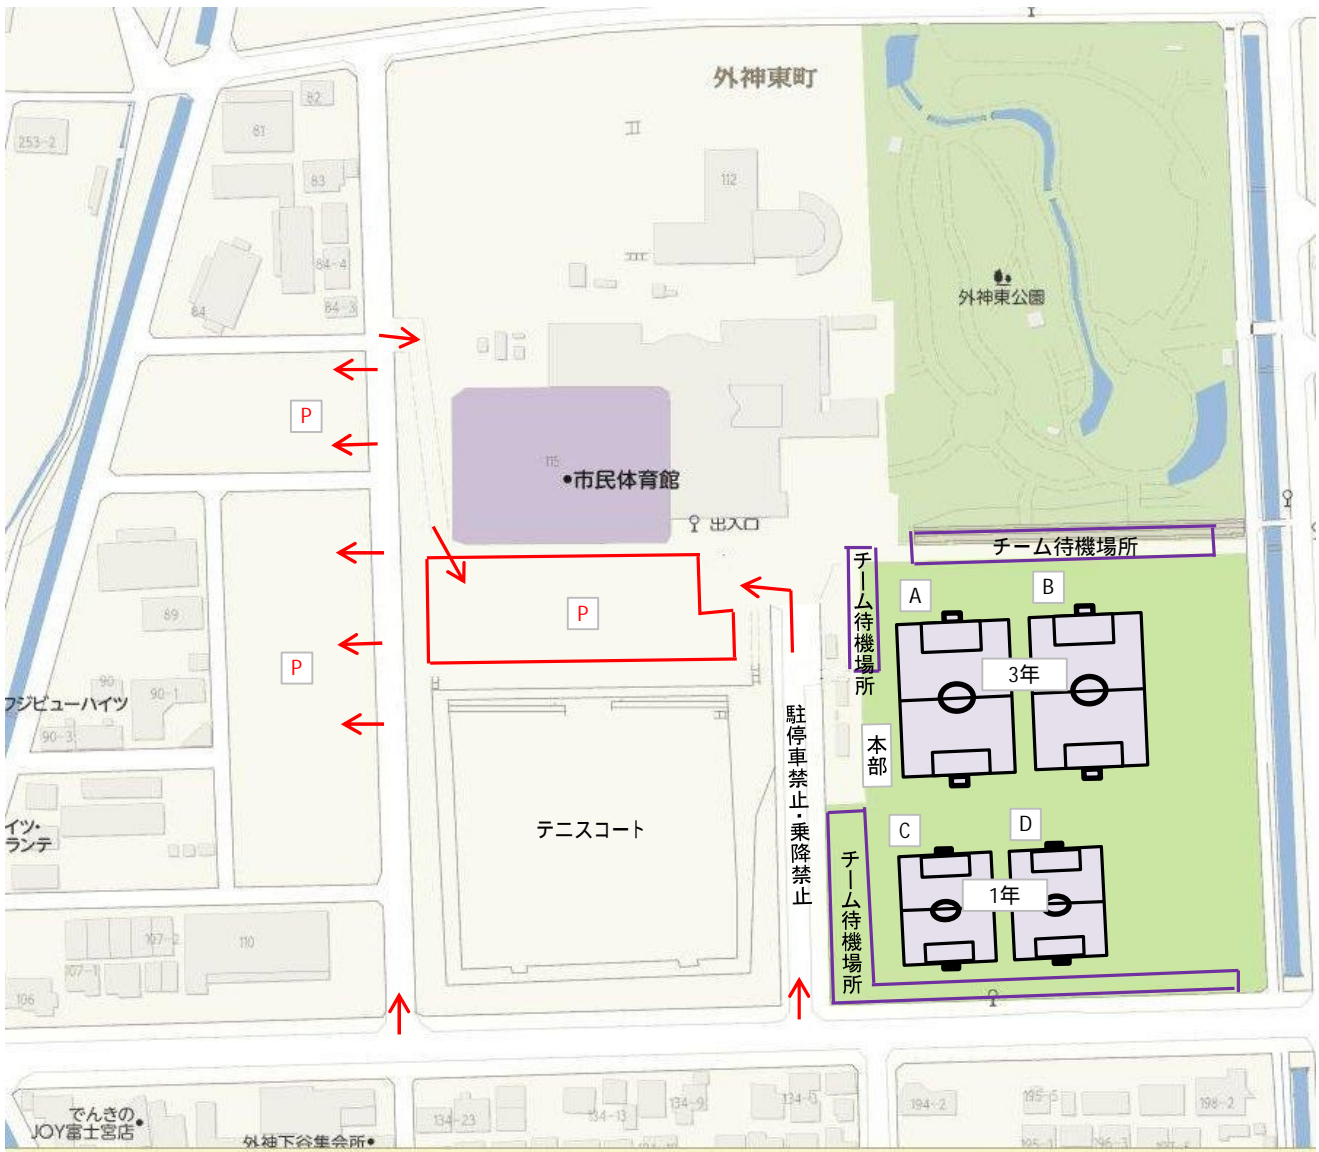 外神東町
82
81
253-2
83
112
84-4
84
84-3
外神東公園
P
115
市民体育館
出入口
チーム待機場所
チーム待機場所
A
B
P
89
P
3年
90
90-1
フジビューハイツ
90-3
本部
駐停車禁止・乗降禁止
イツ・
ランテ
テニスコート
C
D
チーム待機場所
1年
107-2
110
107-1
106
でんきの
JOY富士宮店
外神下谷集会所
134-23
134-13
134-9
194-2
195-5
198-2